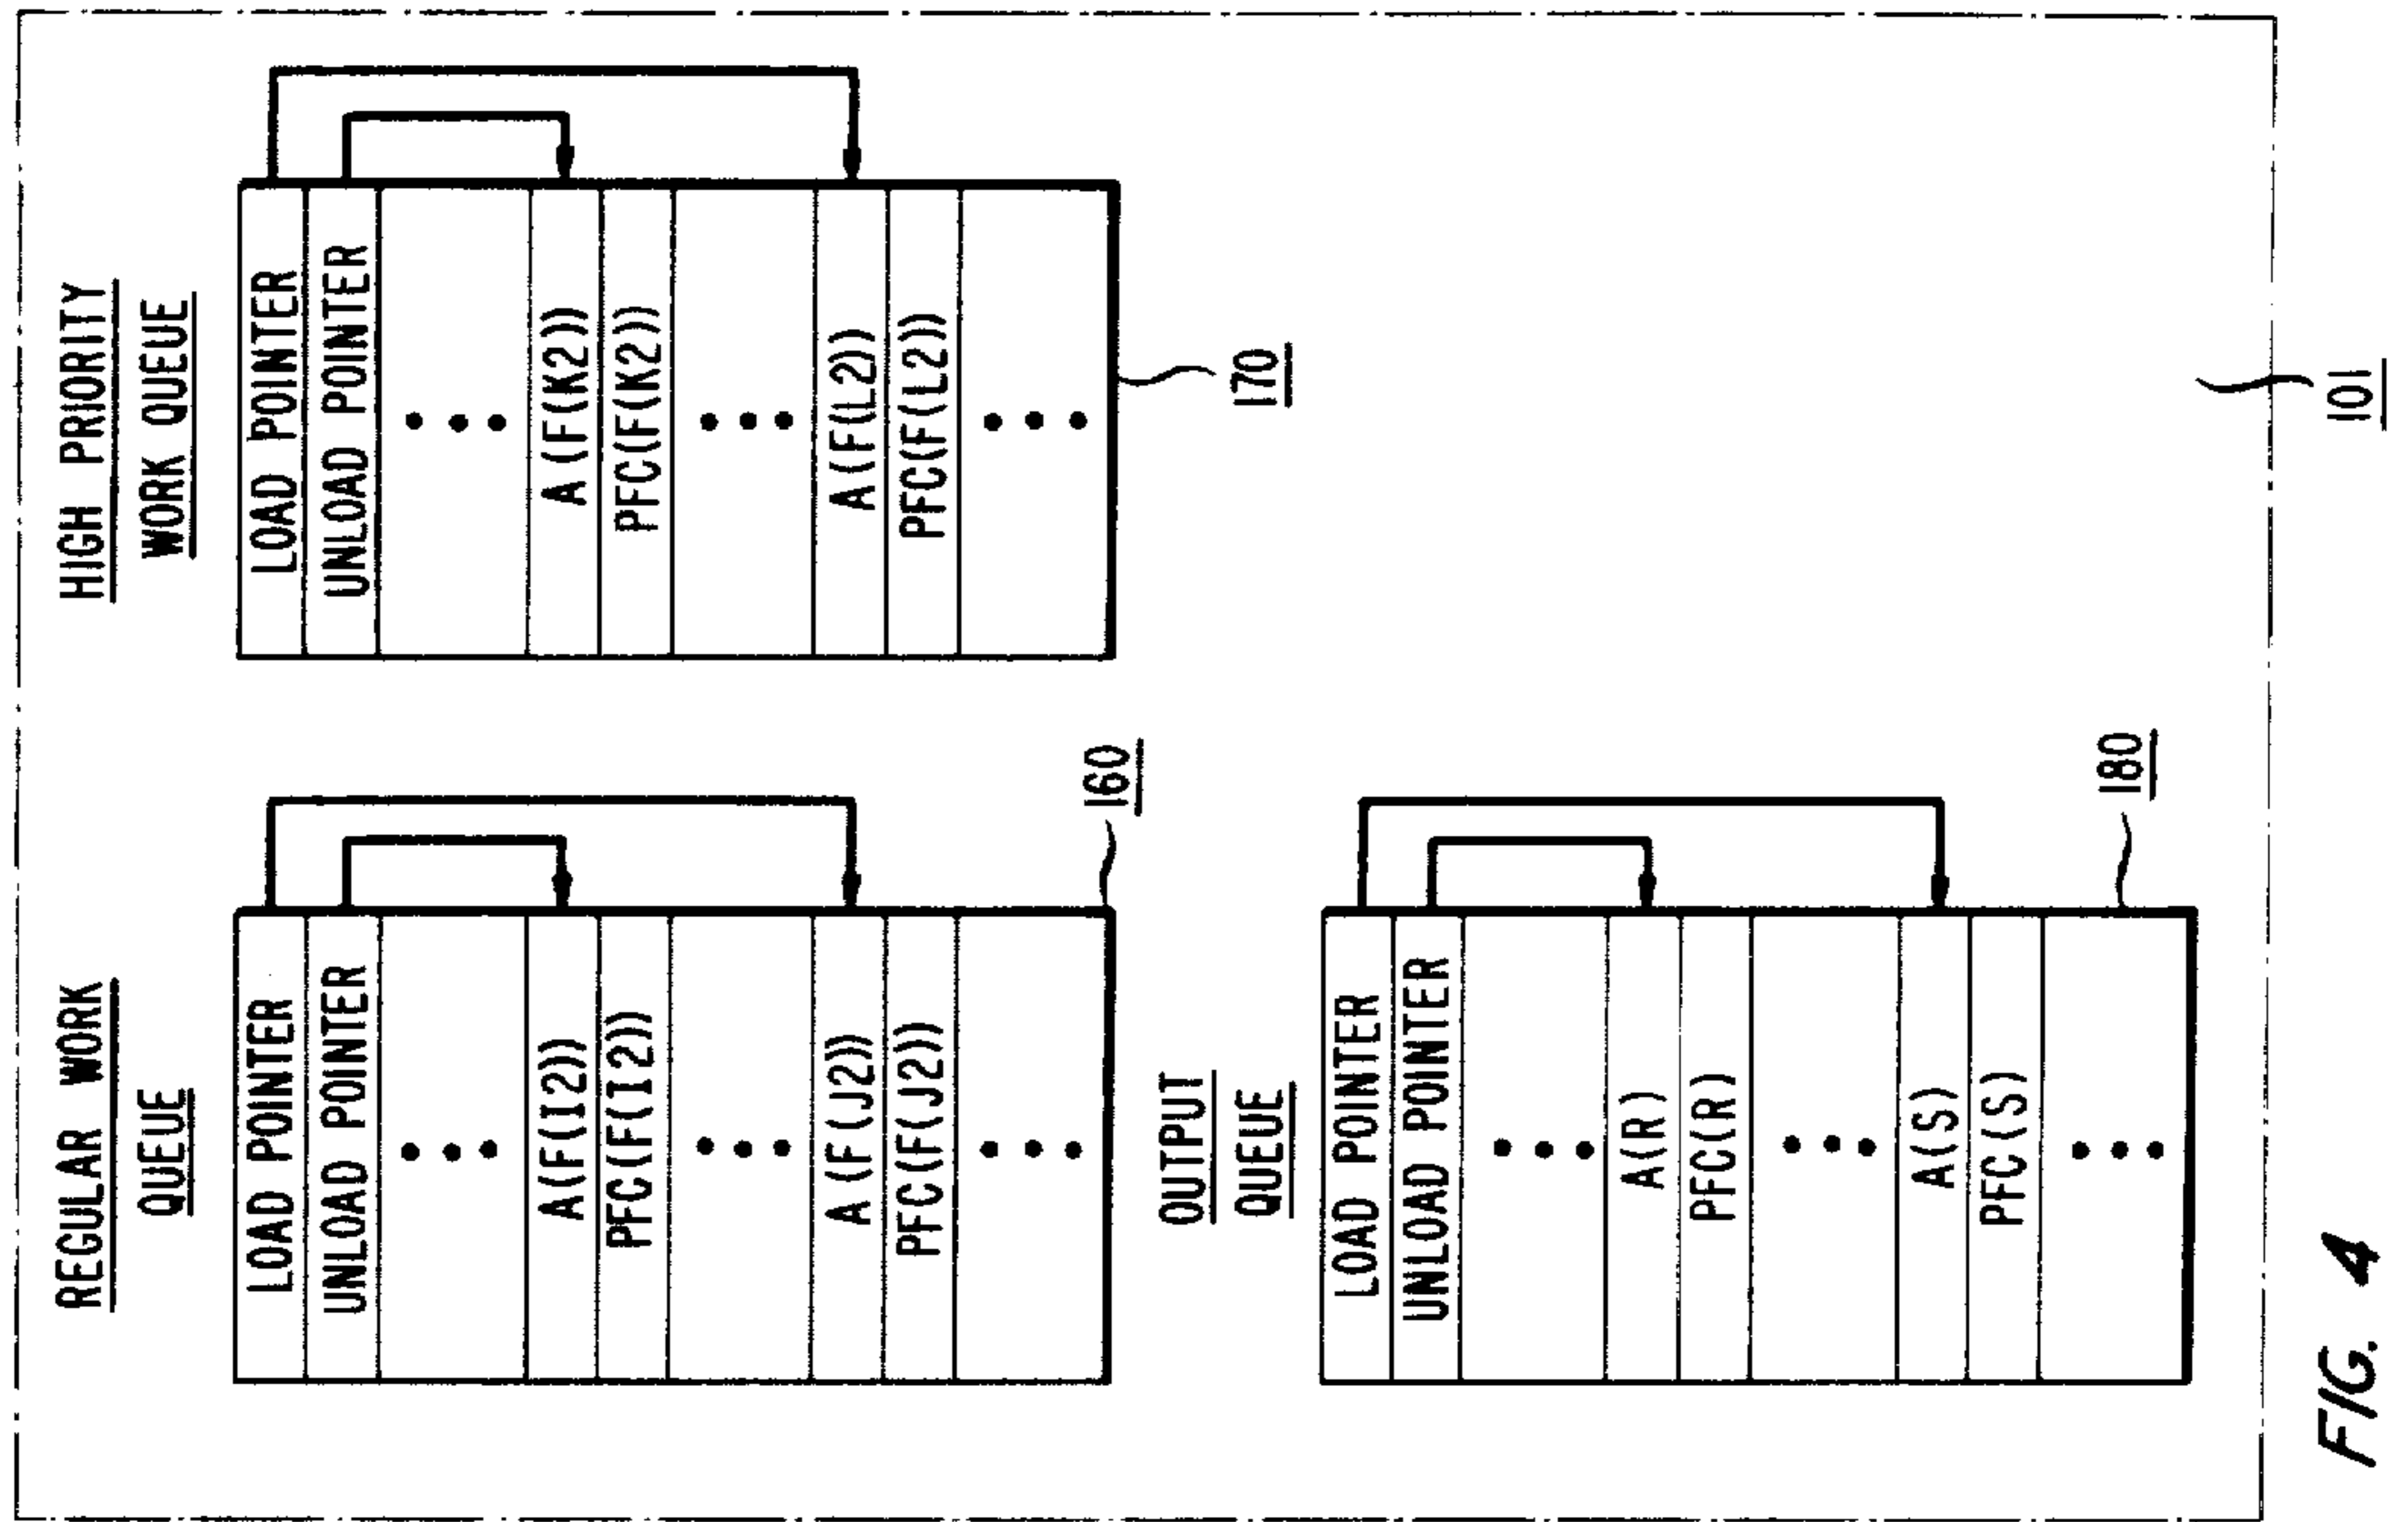 REGULAR WORK
QUEUE
LOAD POINTER
UNLOAD POINTER
A(F(I2))
PFC(F(I2))
A(F(J2))
PFC(F(J2))
160
HIGH PRIORITY
WORK QUEUE
LOAD POINTER
UNLOAD POINTER
A(F(K2))
PFC(F(K2))
A(F(L2))
PFC(F(L2))
170
OUTPUT
QUEUE
LOAD POINTER
UNLOAD POINTER
A(R)
PFC(R)
A(S)
PFC(S)
180
101
FIG. 4